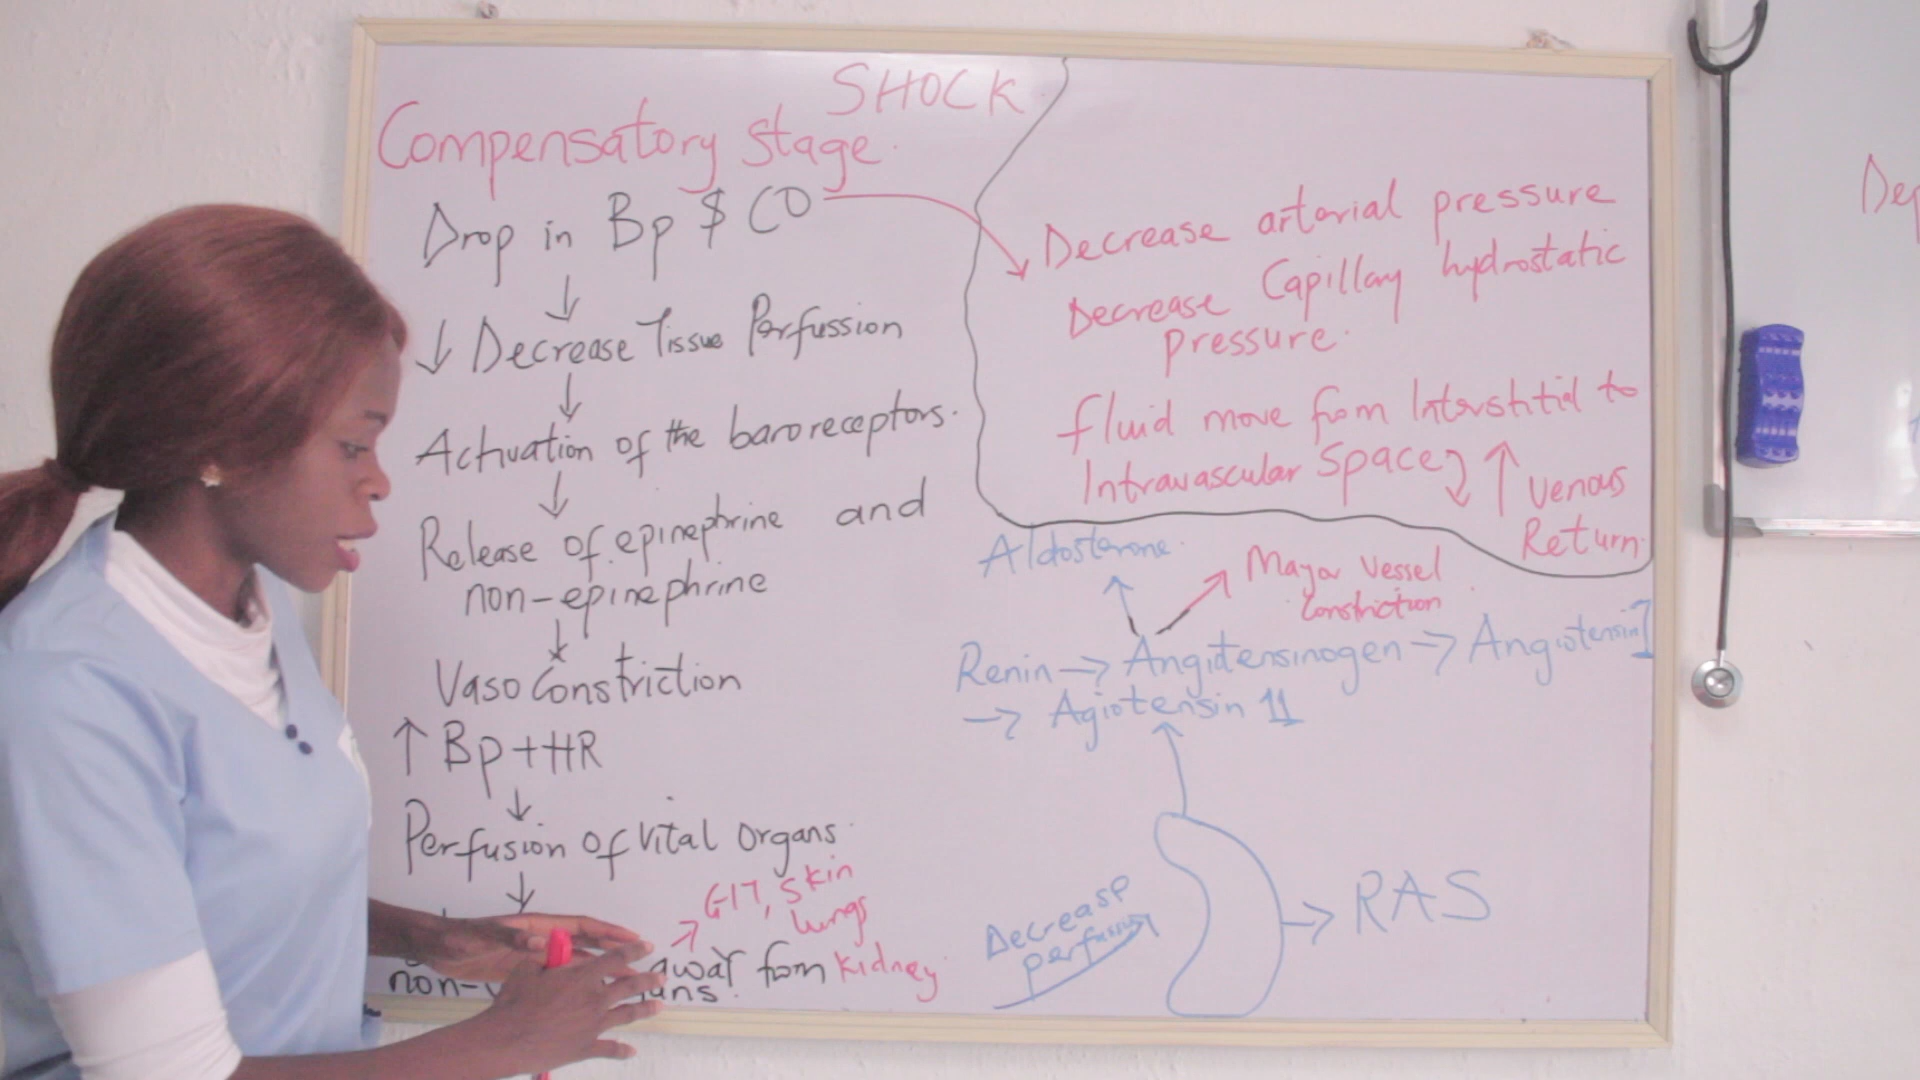 SHOCK
Compensatory stage.
Drop in Bp $ CO
↓
↓ Decrease Tissue Perfussion
↓
Activation of the baroreceptors.
↓
Release of epinephrine and
non-epinephrine
↓
Vaso Constriction
↑ Bp + HR
↓
Perfusion of Vital organs.
↓
GIT, Skin
lungs
away from kidney
non-
Decrease arterial pressure
Decrease Capillary hydrostatic
pressure.
fluid move from Interstitial to
Intravascular Space
↑ Venous
Return.
Aldosterone.
Mayor Vessel
Constriction
Renin → Angiotensinogen → Angiotensin I
→ Agiotensin 11
Decrease
perfusion
→ RAS
Dep